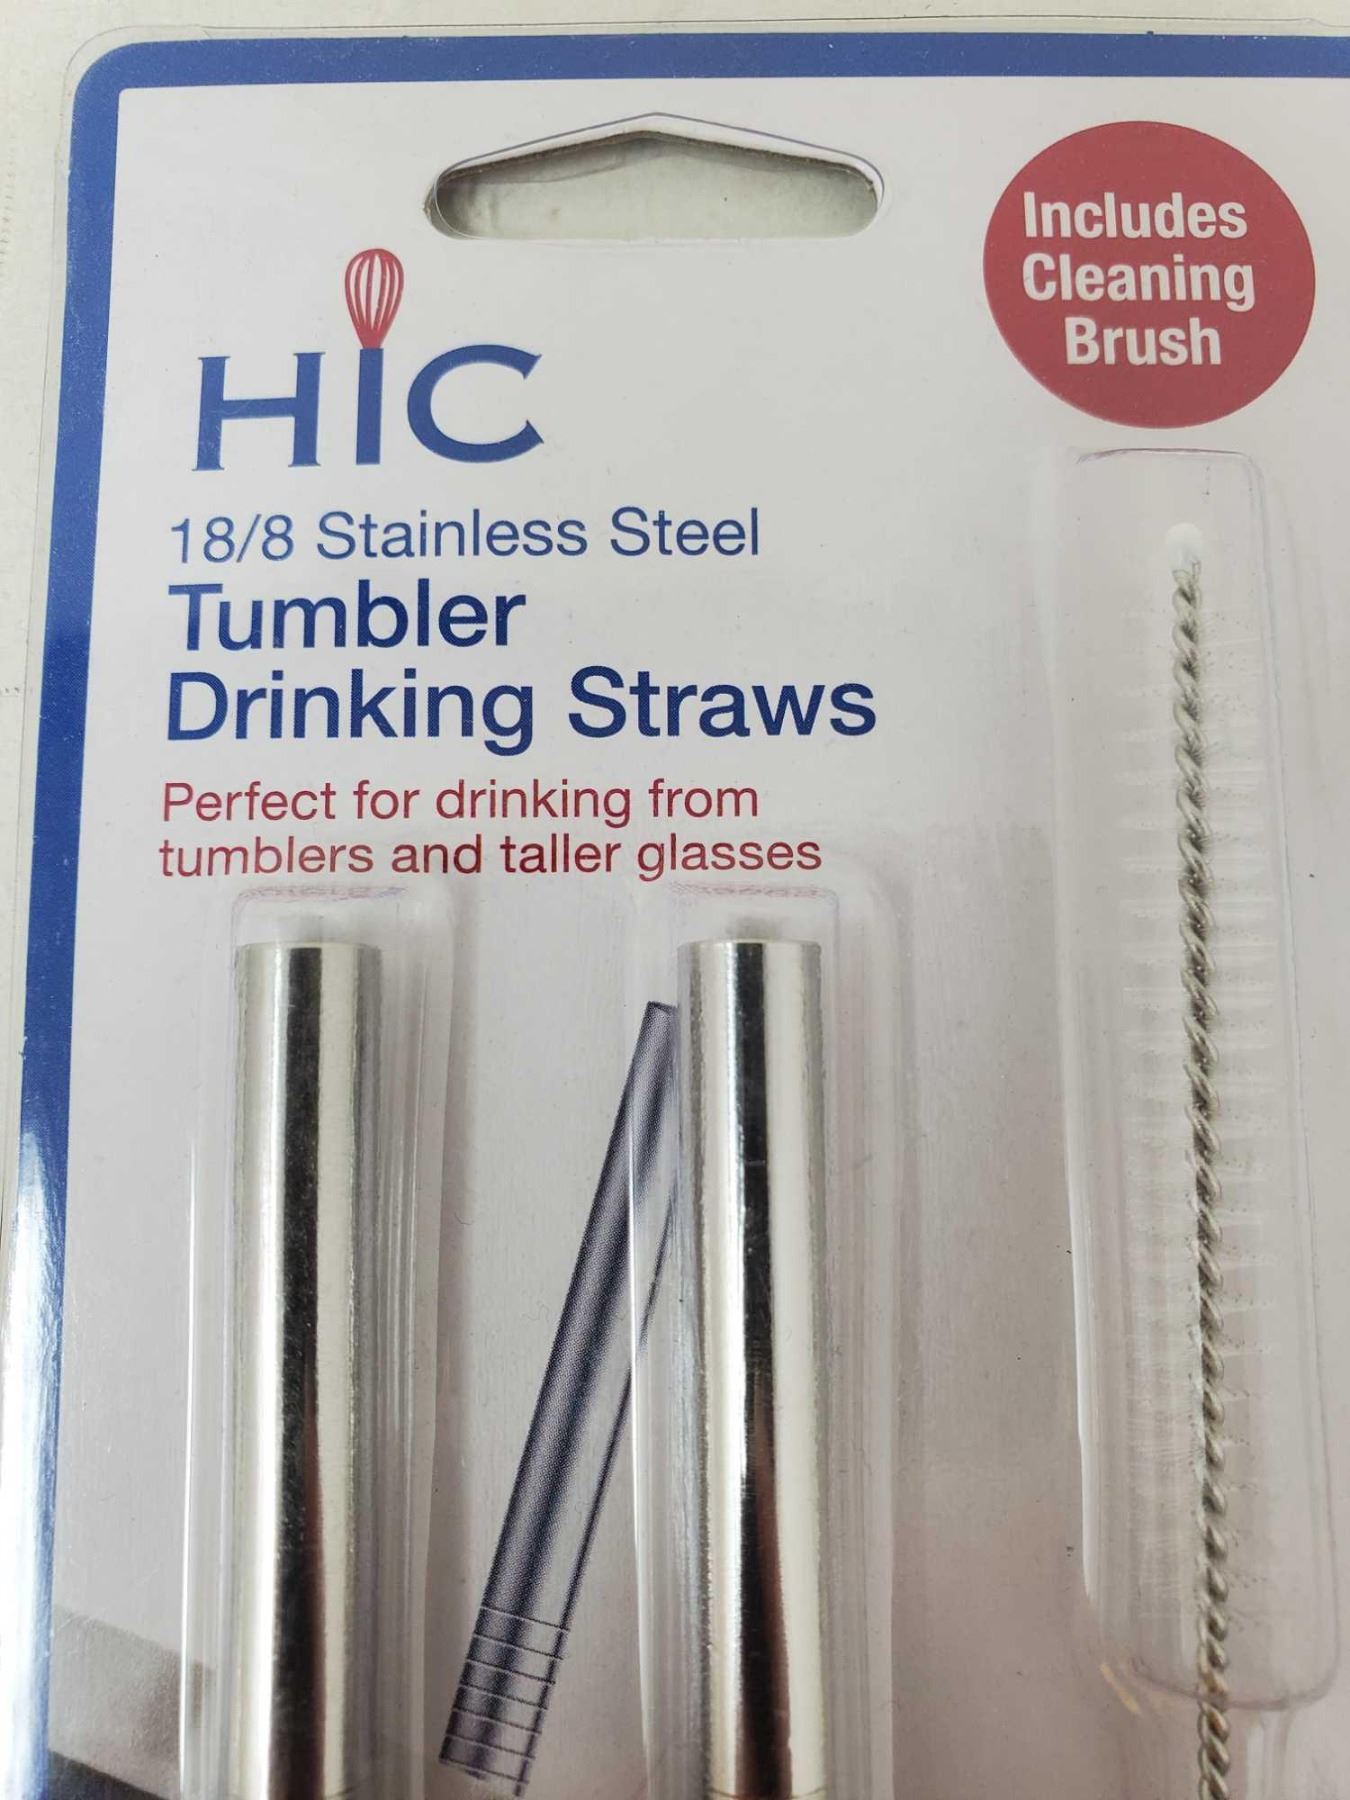 Includes
Cleaning
Brush
HIC
18/8 Stainless Steel
Tumbler
Drinking Straws
Perfect for drinking from
tumblers and taller glasses